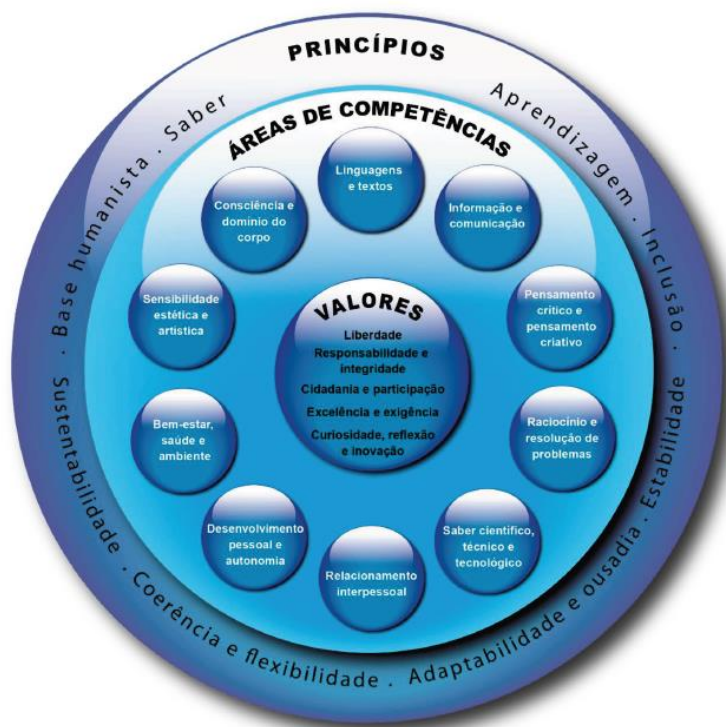 PRINCÍPIOS
Base humanista . Saber
Aprendizagem . Inclusão .
Estabilidade
Adaptabilidade e ousadia .
Coerência e flexibilidade .
Sustentabilidade .
ÁREAS DE COMPETÊNCIAS
Linguagens
e textos
Informação e
comunicação
Pensamento
crítico e
pensamento
criativo
Raciocínio e
resolução de
problemas
Saber científico,
técnico e
tecnológico
Relacionamento
interpessoal
Desenvolvimento
pessoal e
autonomia
Bem-estar,
saúde e
ambiente
Sensibilidade
estética e
artística
Consciência e
domínio do
corpo
VALORES
Liberdade
Responsabilidade e
integridade
Cidadania e participação
Excelência e exigência
Curiosidade, reflexão
e inovação